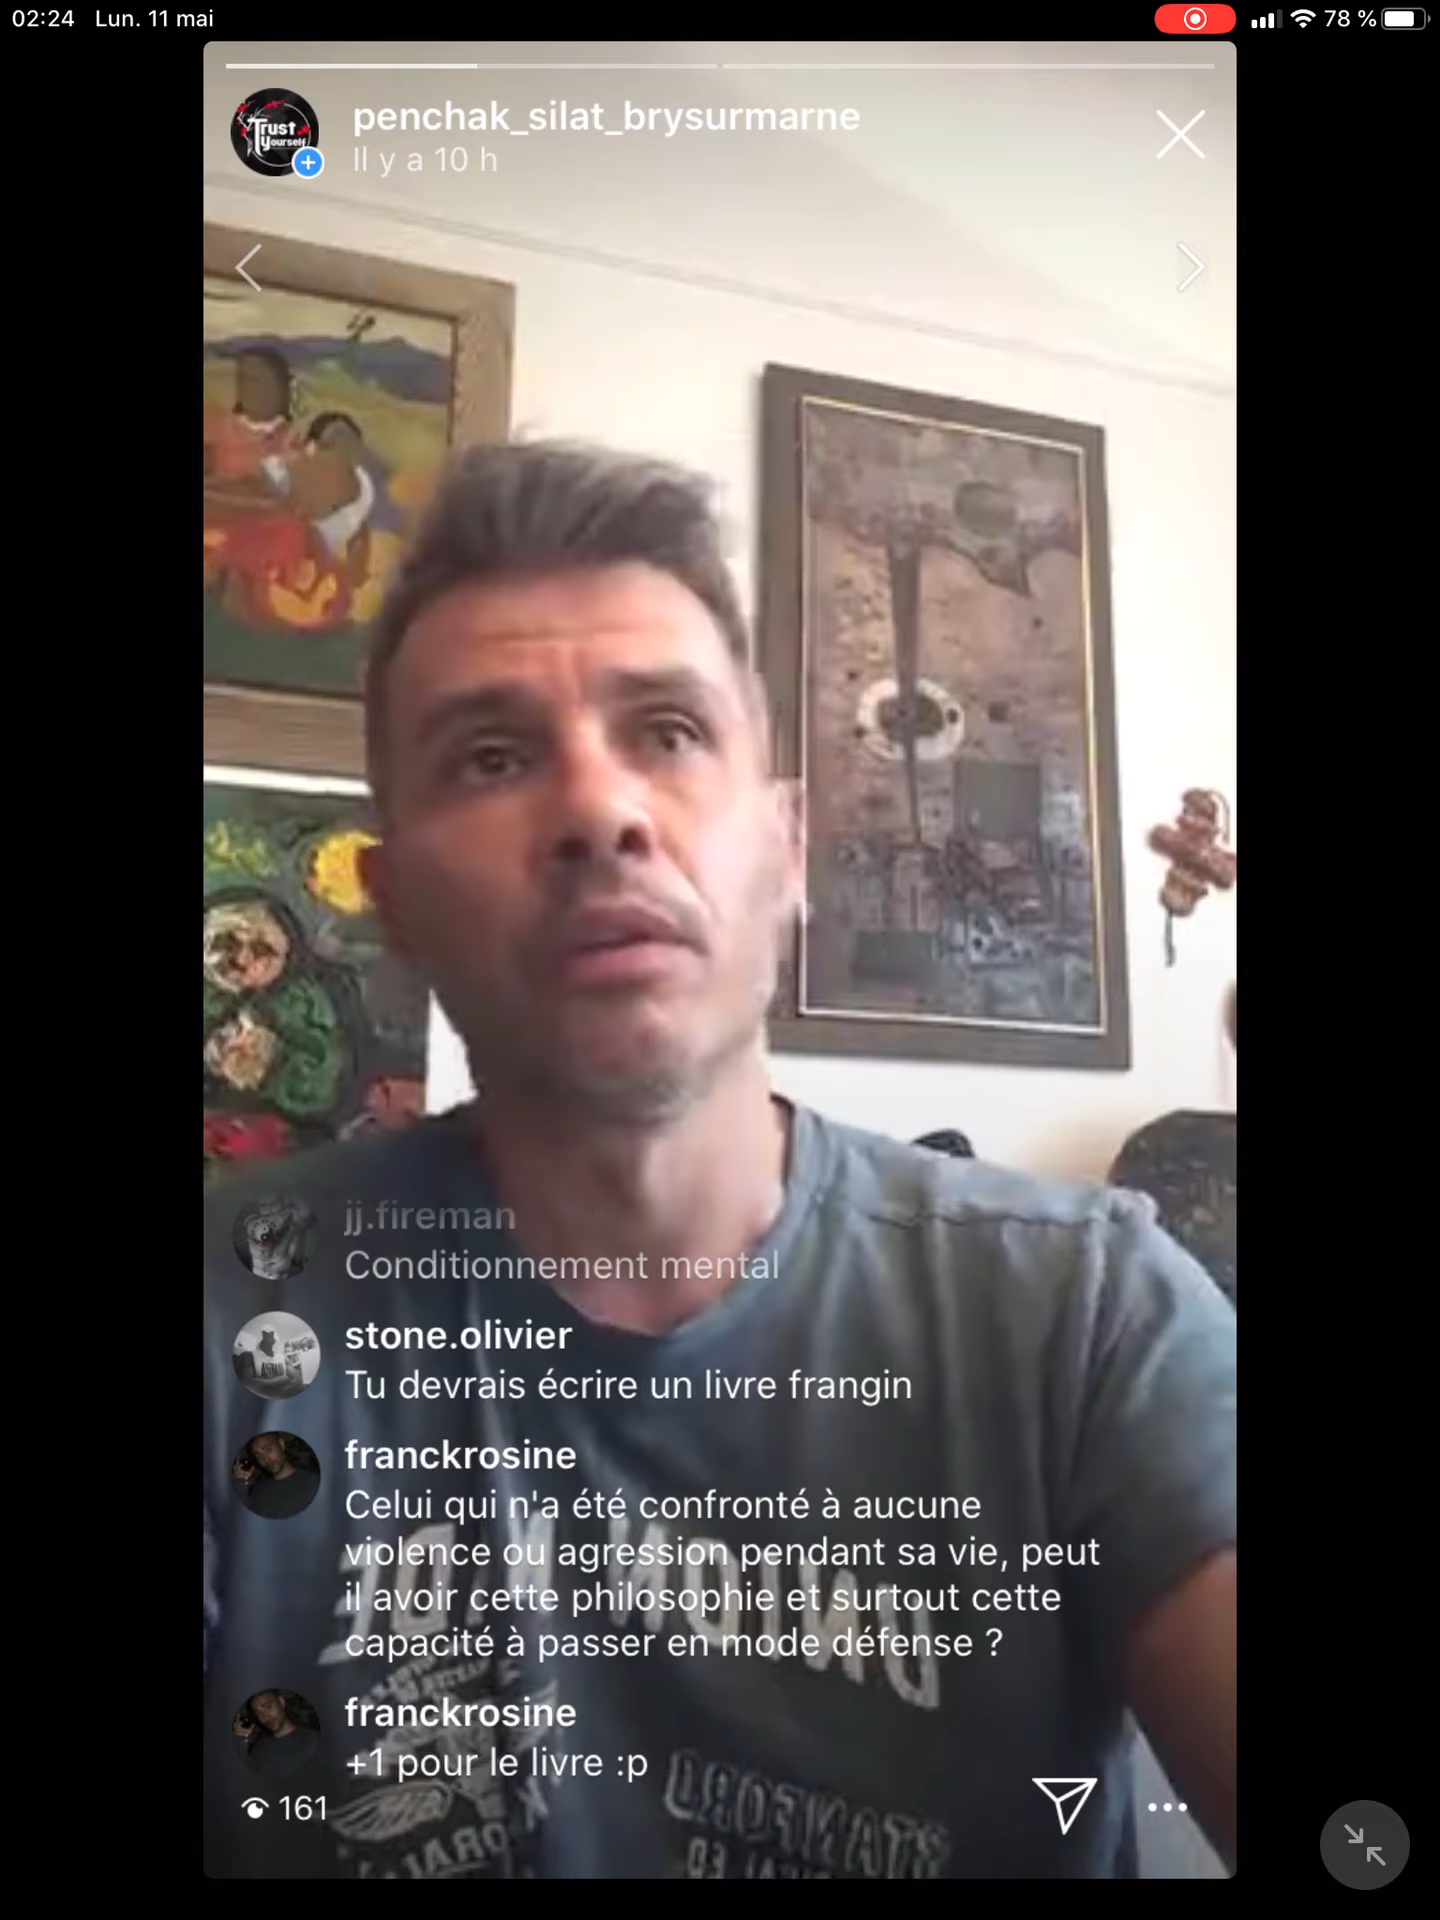 02:24 Lun. 11 mai
78 %
penchak_silat_brysurmarne
Trust
Yourself
Il y a 10 h
jj.fireman
Conditionnement mental
stone.olivier
Tu devrais écrire un livre frangin
franckrosine
Celui qui n'a été confronté à aucune
violence ou agression pendant sa vie, peut
il avoir cette philosophie et surtout cette
capacité à passer en mode défense ?
franckrosine
+1 pour le livre :p
161